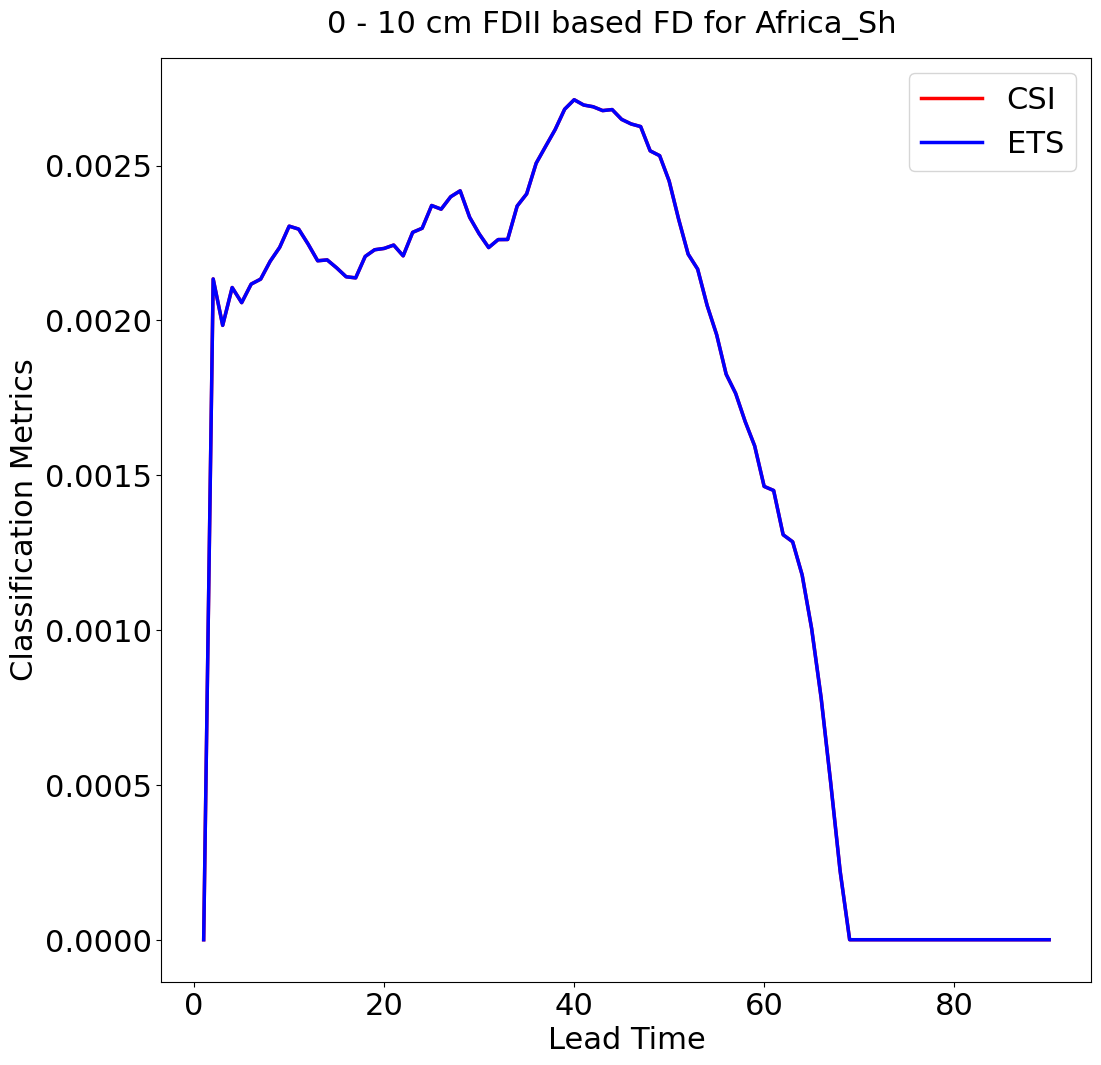 0 - 10 cm FDII based FD for Africa_Sh
CSI
ETS
Classification Metrics
0.0025
0.0020
0.0015
0.0010
0.0005
0.0000
0 20 40 60 80
Lead Time